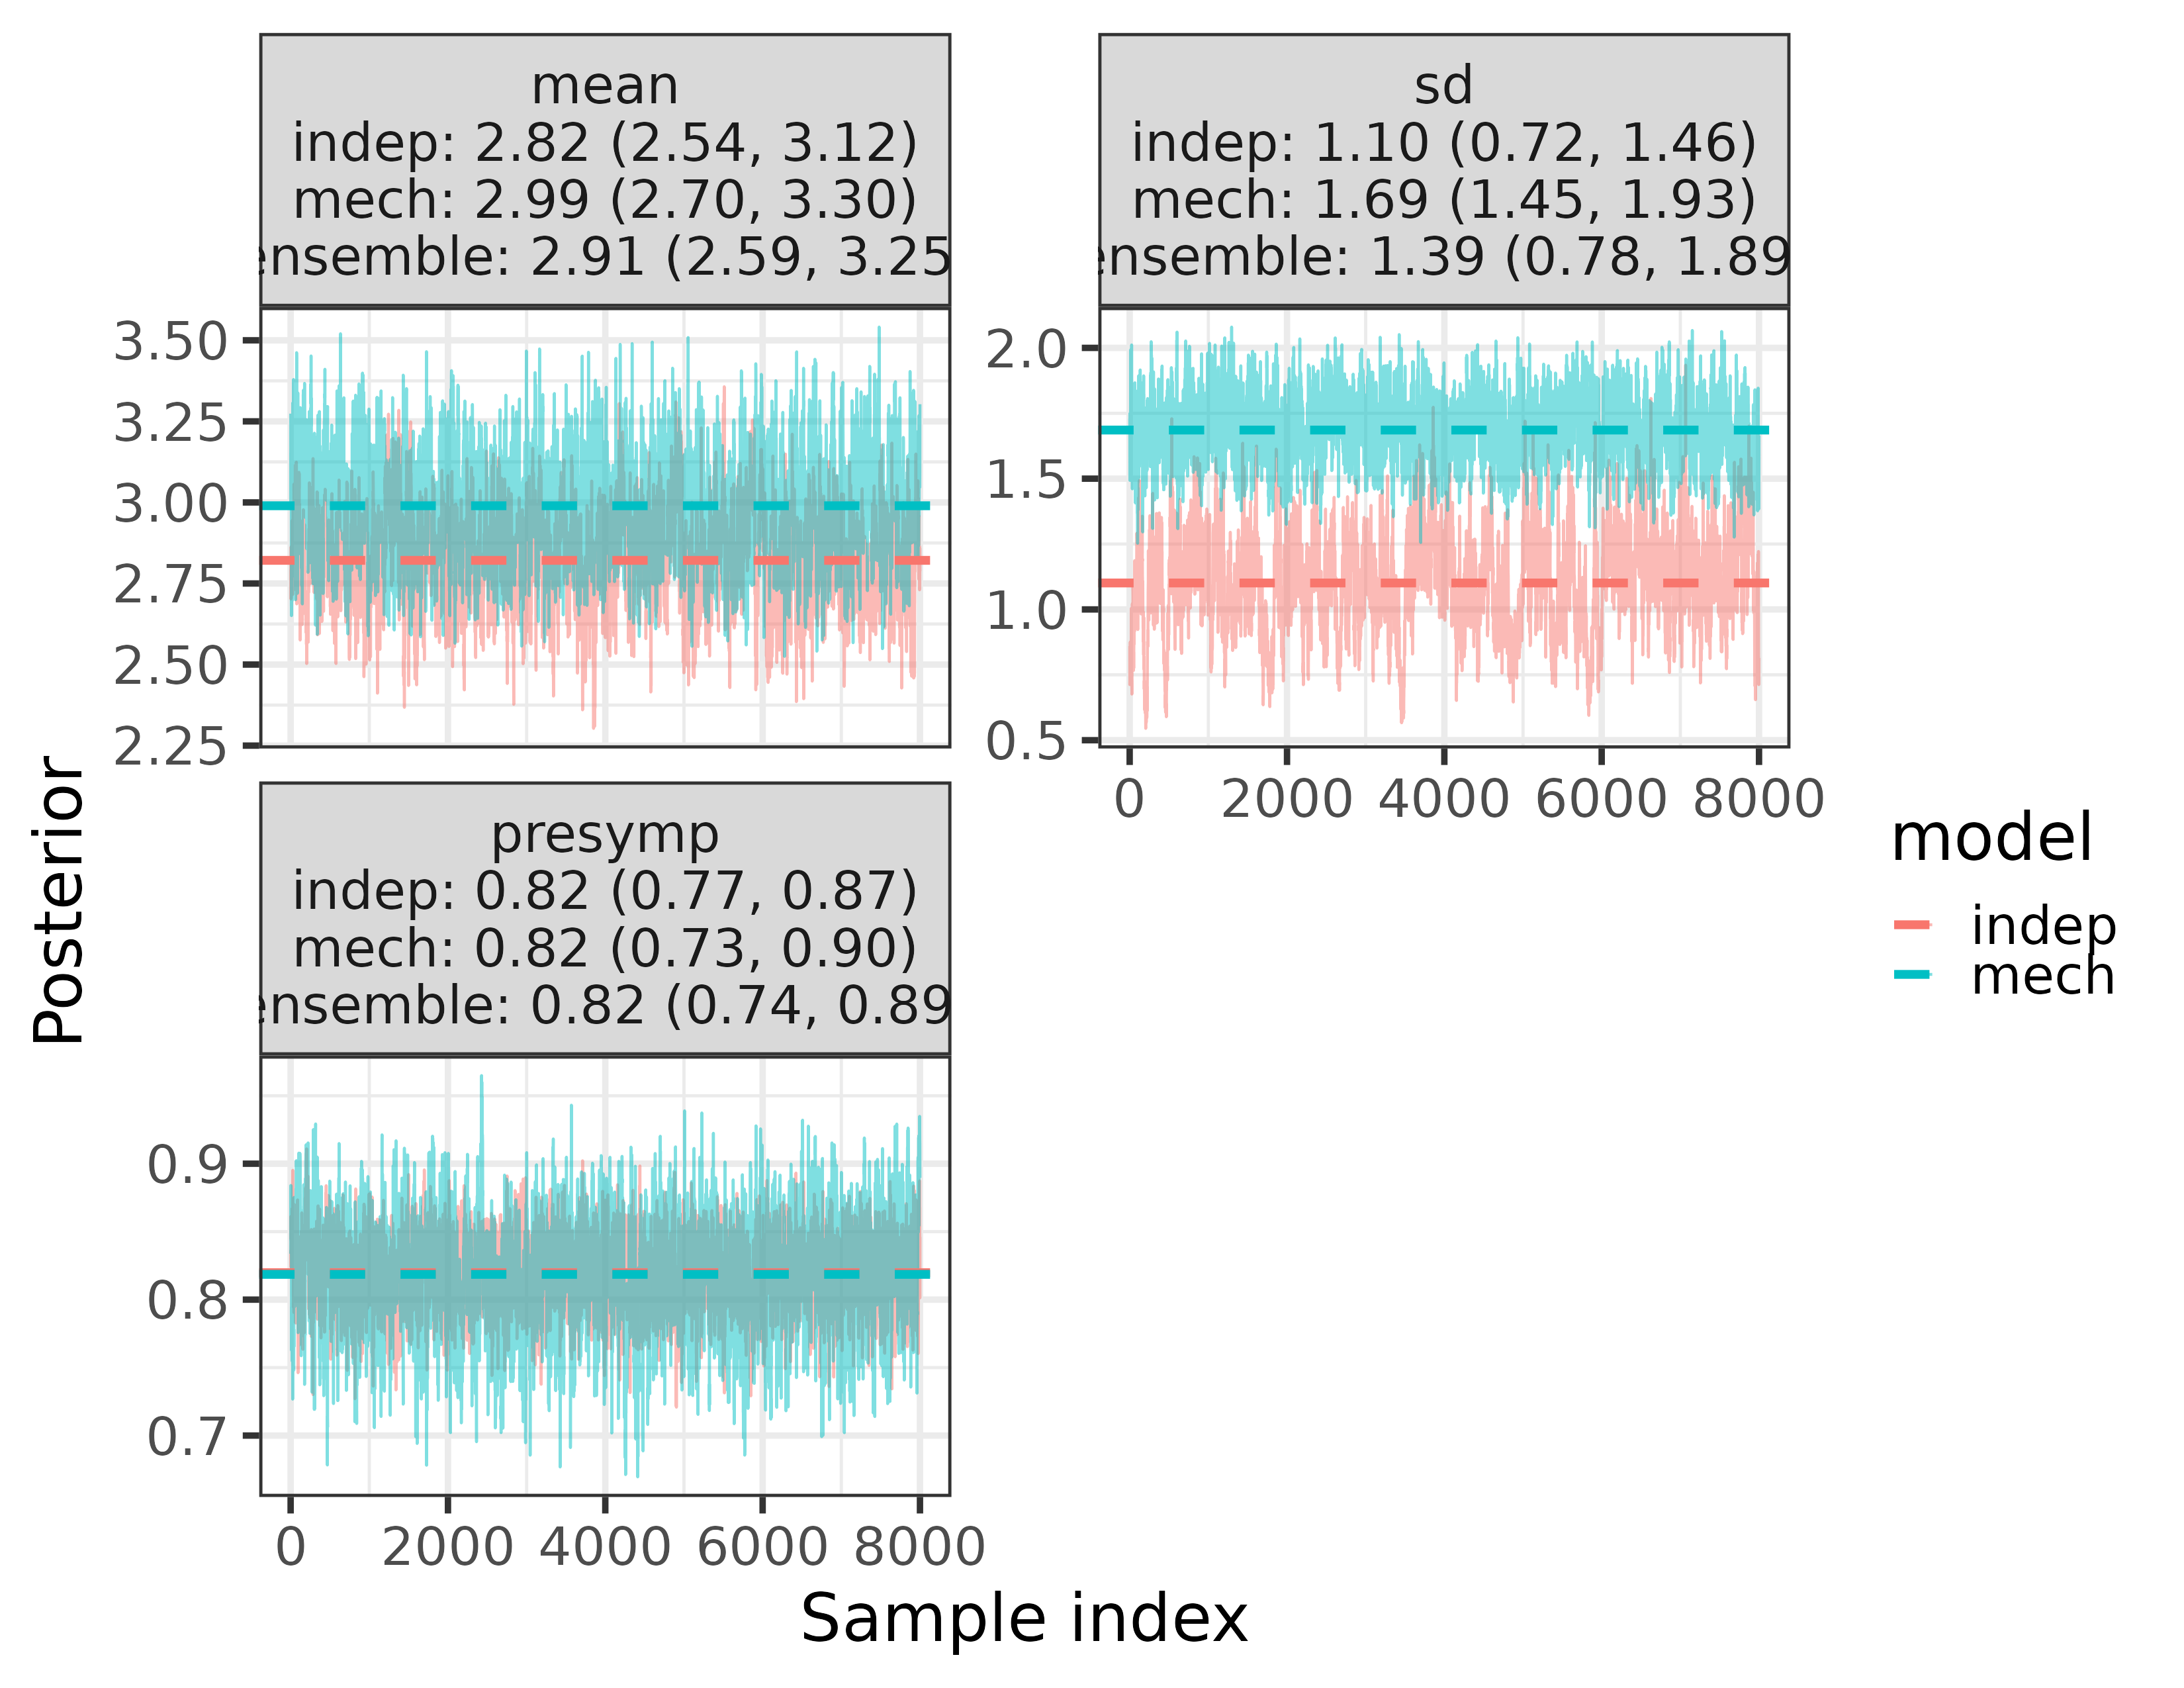 mean
indep: 2.82 (2.54, 3.12)
mech: 2.99 (2.70, 3.30)
ensemble: 2.91 (2.59, 3.25
sd
indep: 1.10 (0.72, 1.46)
mech: 1.69 (1.45, 1.93)
ensemble: 1.39 (0.78, 1.89
3.50
3.25
3.00
2.75
2.50
2.25
2.0
1.5
1.0
0.5
0 2000 4000 6000 8000
presymp
indep: 0.82 (0.77, 0.87)
mech: 0.82 (0.73, 0.90)
ensemble: 0.82 (0.74, 0.89
0.9
0.8
0.7
0 2000 4000 6000 8000
Posterior
Sample index
model
indep
mech